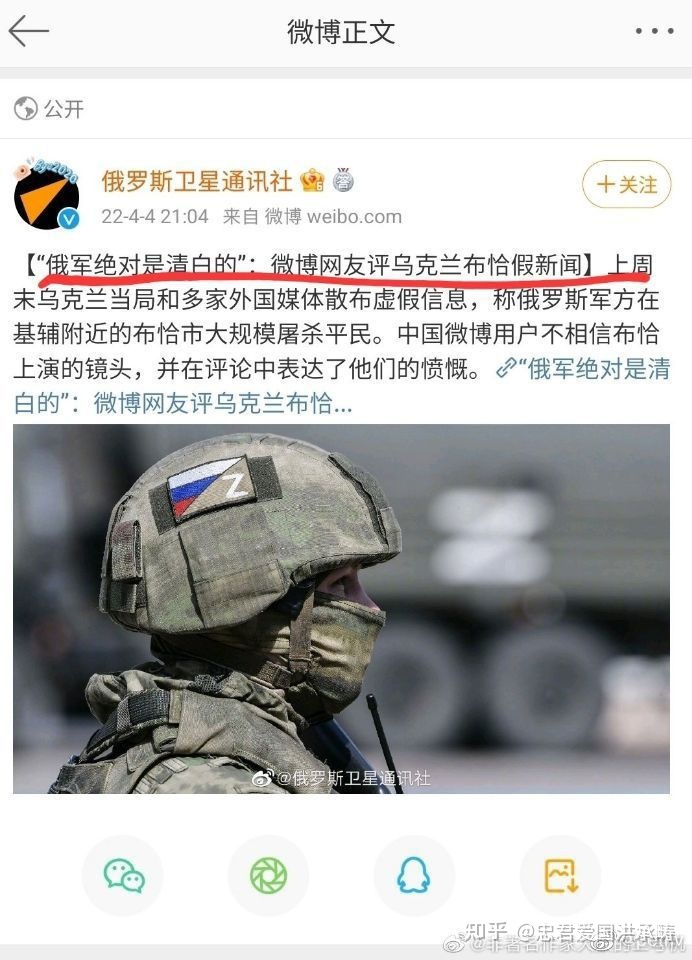 微博正文
公开
俄罗斯卫星通讯社
+关注
22-4-4 21:04 来自 微博 weibo.com
【“俄军绝对是清白的”：微博网友评乌克兰布恰假新闻】上周
末乌克兰当局和多家外国媒体散布虚假信息，称俄罗斯军方在
基辅附近的布恰市大规模屠杀平民。中国微博用户不相信布恰
上演的镜头，并在评论中表达了他们的愤慨。“俄军绝对是清
白的”：微博网友评乌克兰布恰...
Z
@俄罗斯卫星通讯社
知乎 @忠君爱国洪承畴